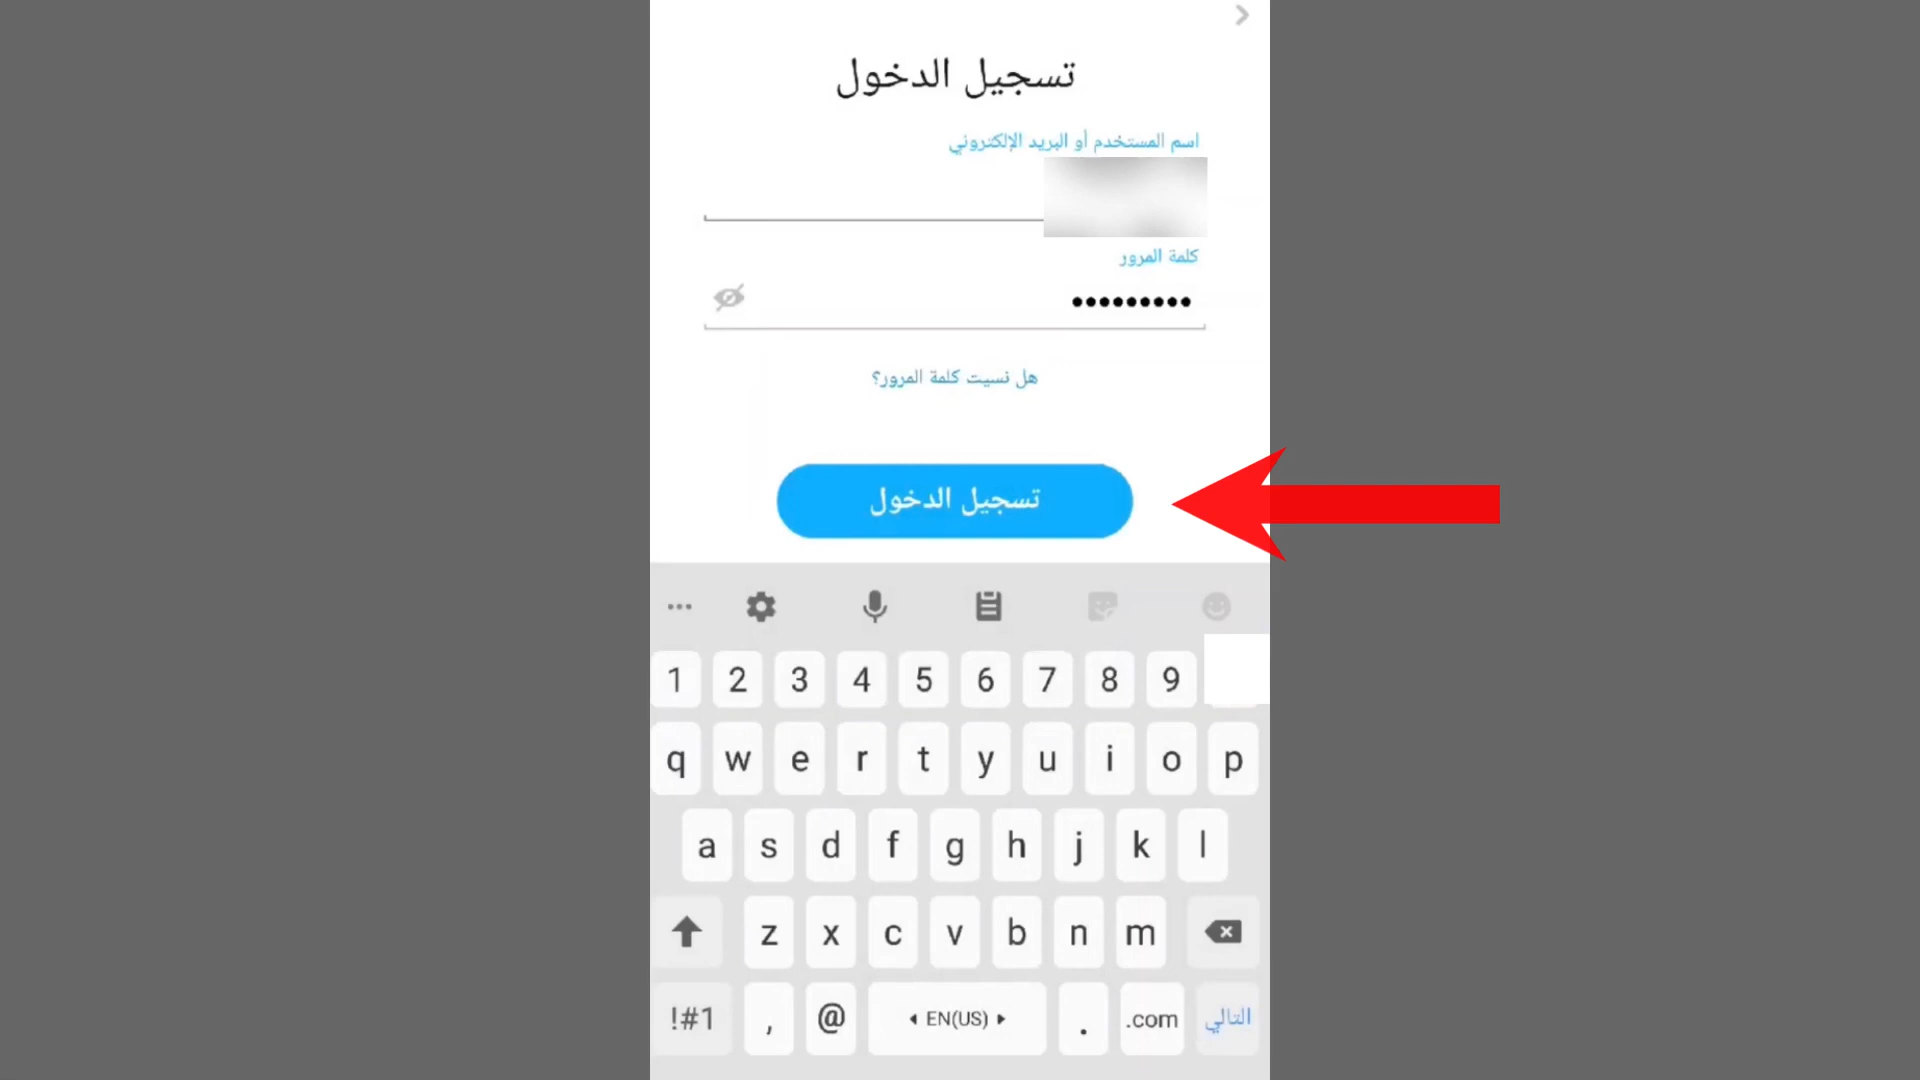 تسجيل الدخول
اسم المستخدم أو البريد الإلكتروني
كلمة المرور
•••••••••
هل نسيت كلمة المرور؟
تسجيل الدخول
1 2 3 4 5 6 7 8 9
q w e r t y u i o p
a s d f g h j k l
z x c v b n m
!#1 , @ EN(US) . .com التالي